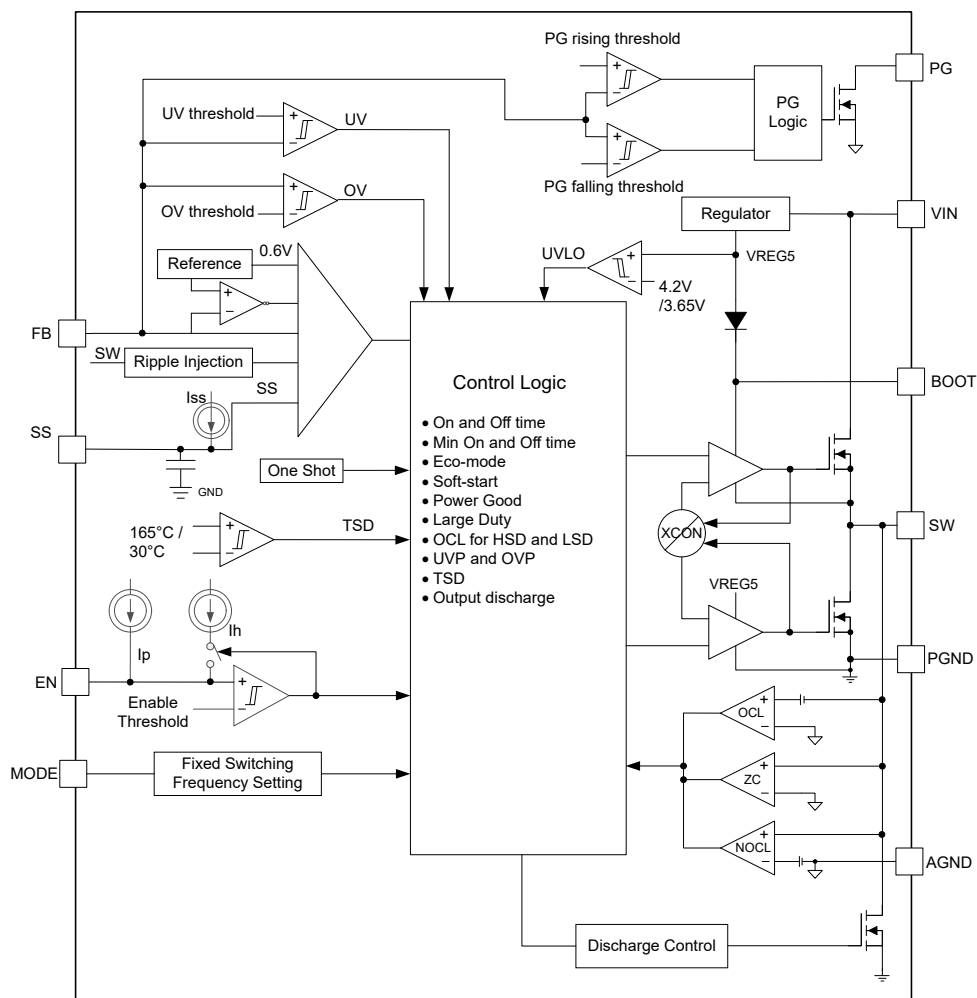 PG rising threshold
PG
PG
Logic
UV threshold
+
−
UV
+
−
+
−
PG falling threshold
+
−
OV
OV threshold
Regulator
VIN
UVLO
+
−
VREG5
4.2V
/3.65V
Reference
0.6V
+
−
FB
SW
Ripple Injection
Iss
SS
SS
GND
BOOT
Control Logic
• On and Off time
• Min On and Off time
• Eco-mode
• Soft-start
• Power Good
• Large Duty
• OCL for HSD and LSD
• UVP and OVP
• TSD
• Output discharge
One Shot
165°C /
30°C
+
−
TSD
XCON
SW
VREG5
Ip
Ih
EN
+
−
Enable
Threshold
PGND
OCL
+
−
MODE
Fixed Switching
Frequency Setting
ZC
+
−
NOCL
+
−
AGND
Discharge Control